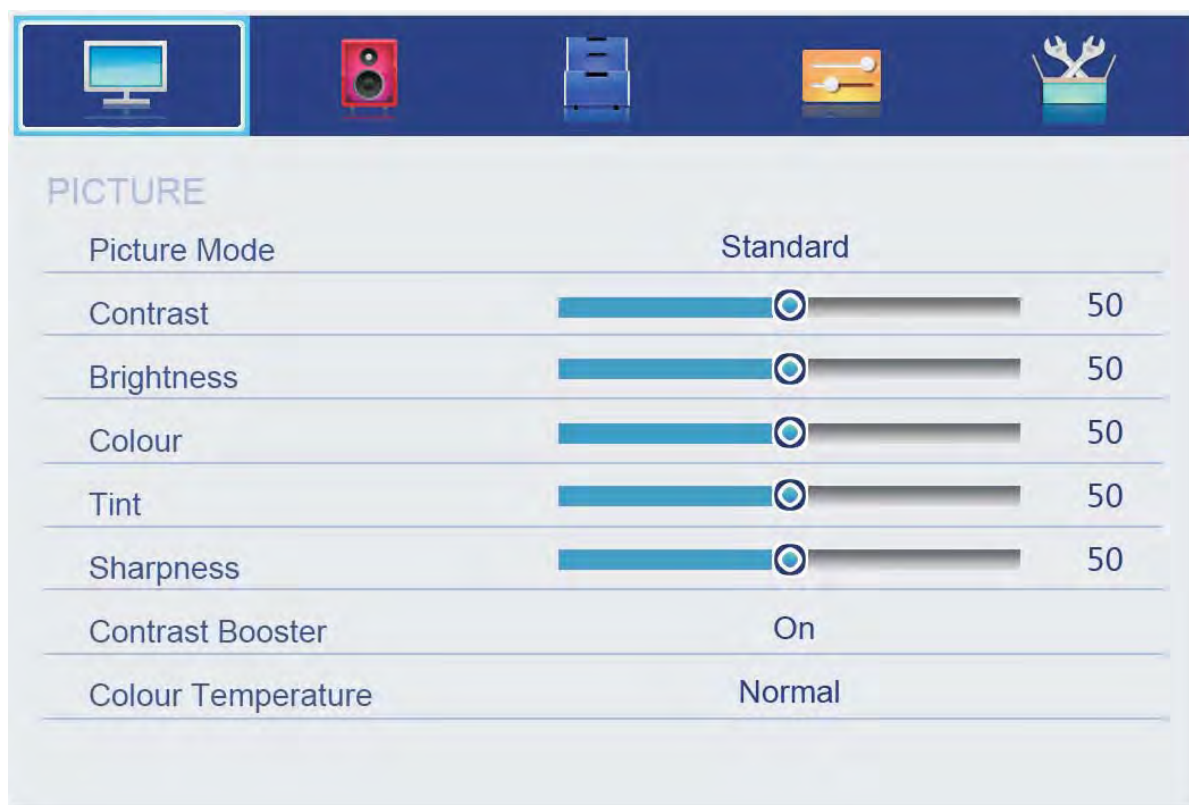 PICTURE
Picture Mode Standard
Contrast 50
Brightness 50
Colour 50
Tint 50
Sharpness 50
Contrast Booster On
Colour Temperature Normal